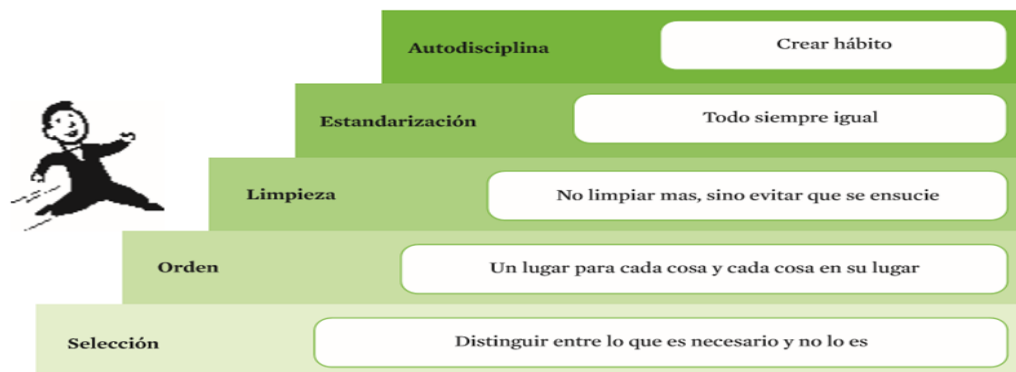 Autodisciplina
Crear hábito
Estandarización
Todo siempre igual
Limpieza
No limpiar mas, sino evitar que se ensucie
Orden
Un lugar para cada cosa y cada cosa en su lugar
Selección
Distinguir entre lo que es necesario y no lo es